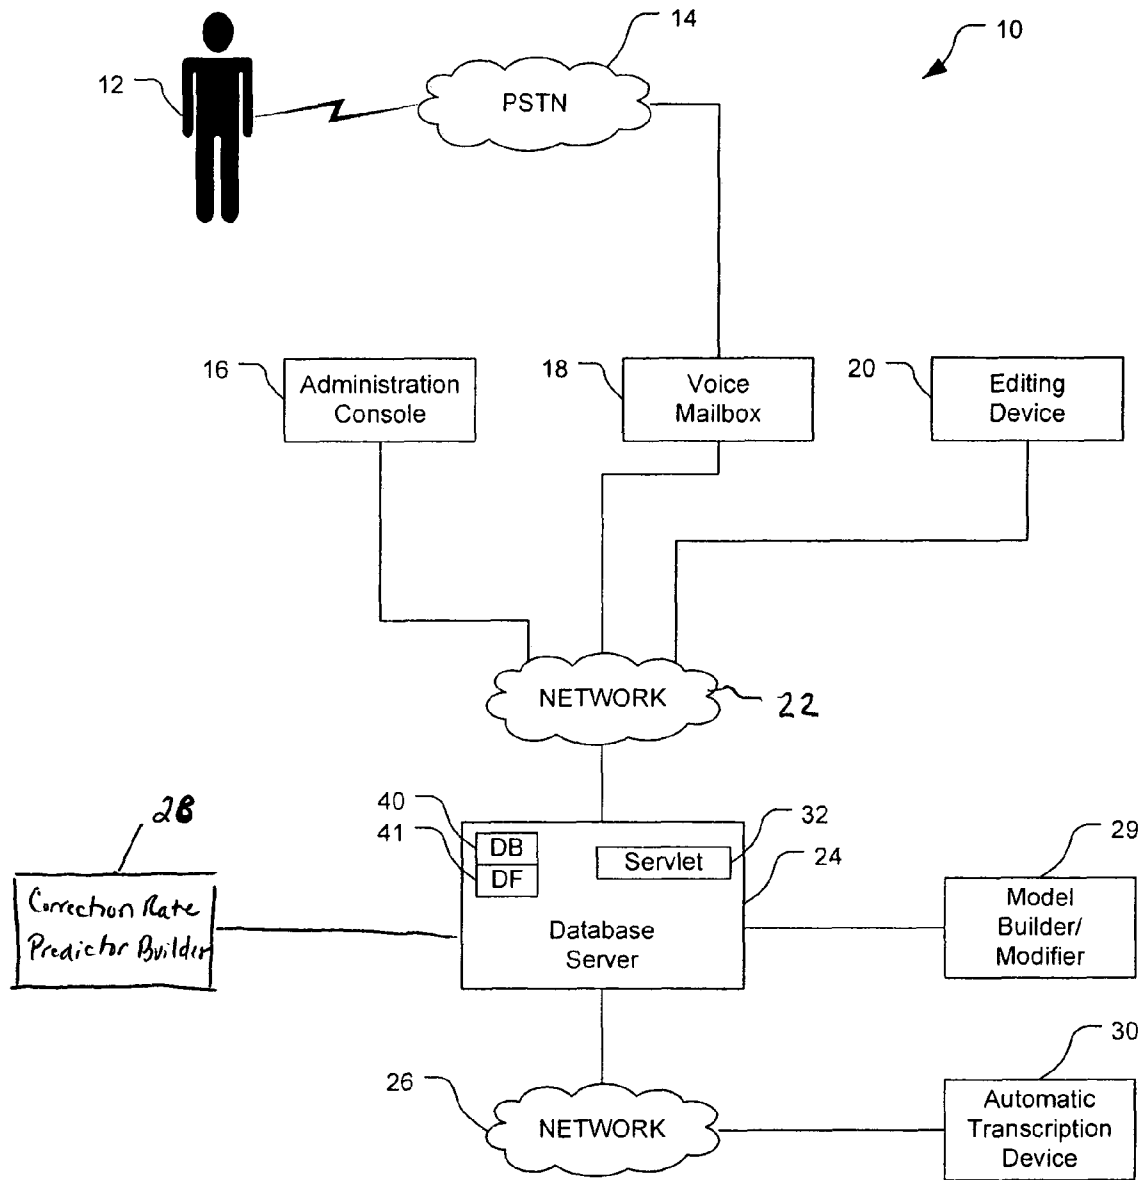 14
10
12
PSTN
16
Administration
Console
18
Voice
Mailbox
20
Editing
Device
NETWORK
22
28
Correction Rate
Predictor Builder
40
41
DB
DF
Servlet
32
24
Database
Server
29
Model
Builder/
Modifier
30
26
NETWORK
Automatic
Transcription
Device